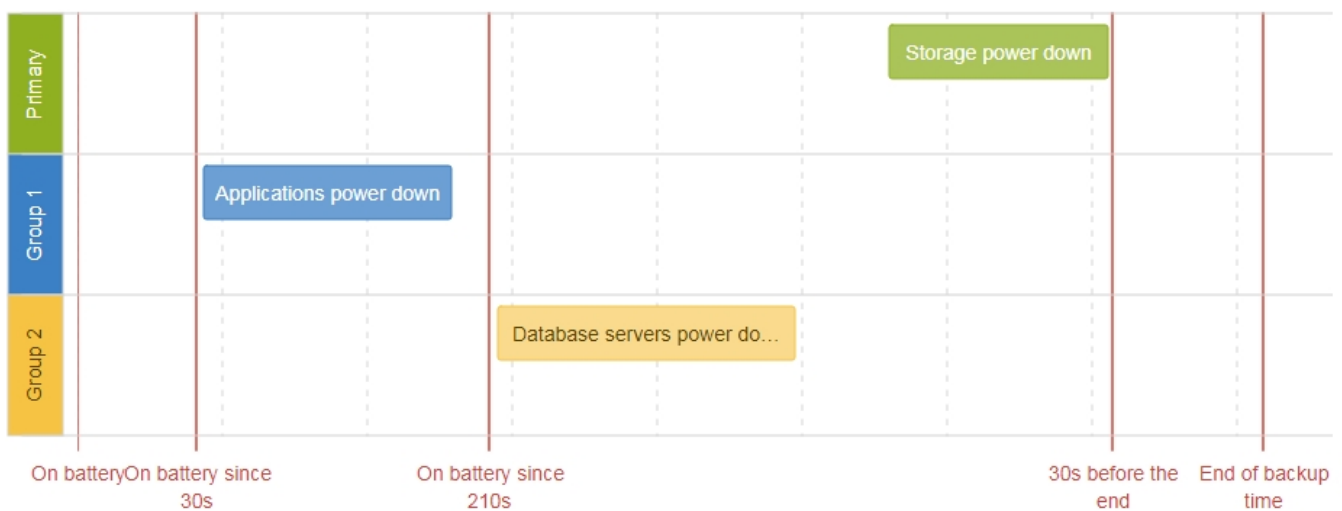 Primary
Storage power down
Group 1
Applications power down
Group 2
Database servers power do...
On battery
On battery since
30s
On battery since
210s
30s before the
end
End of backup
time